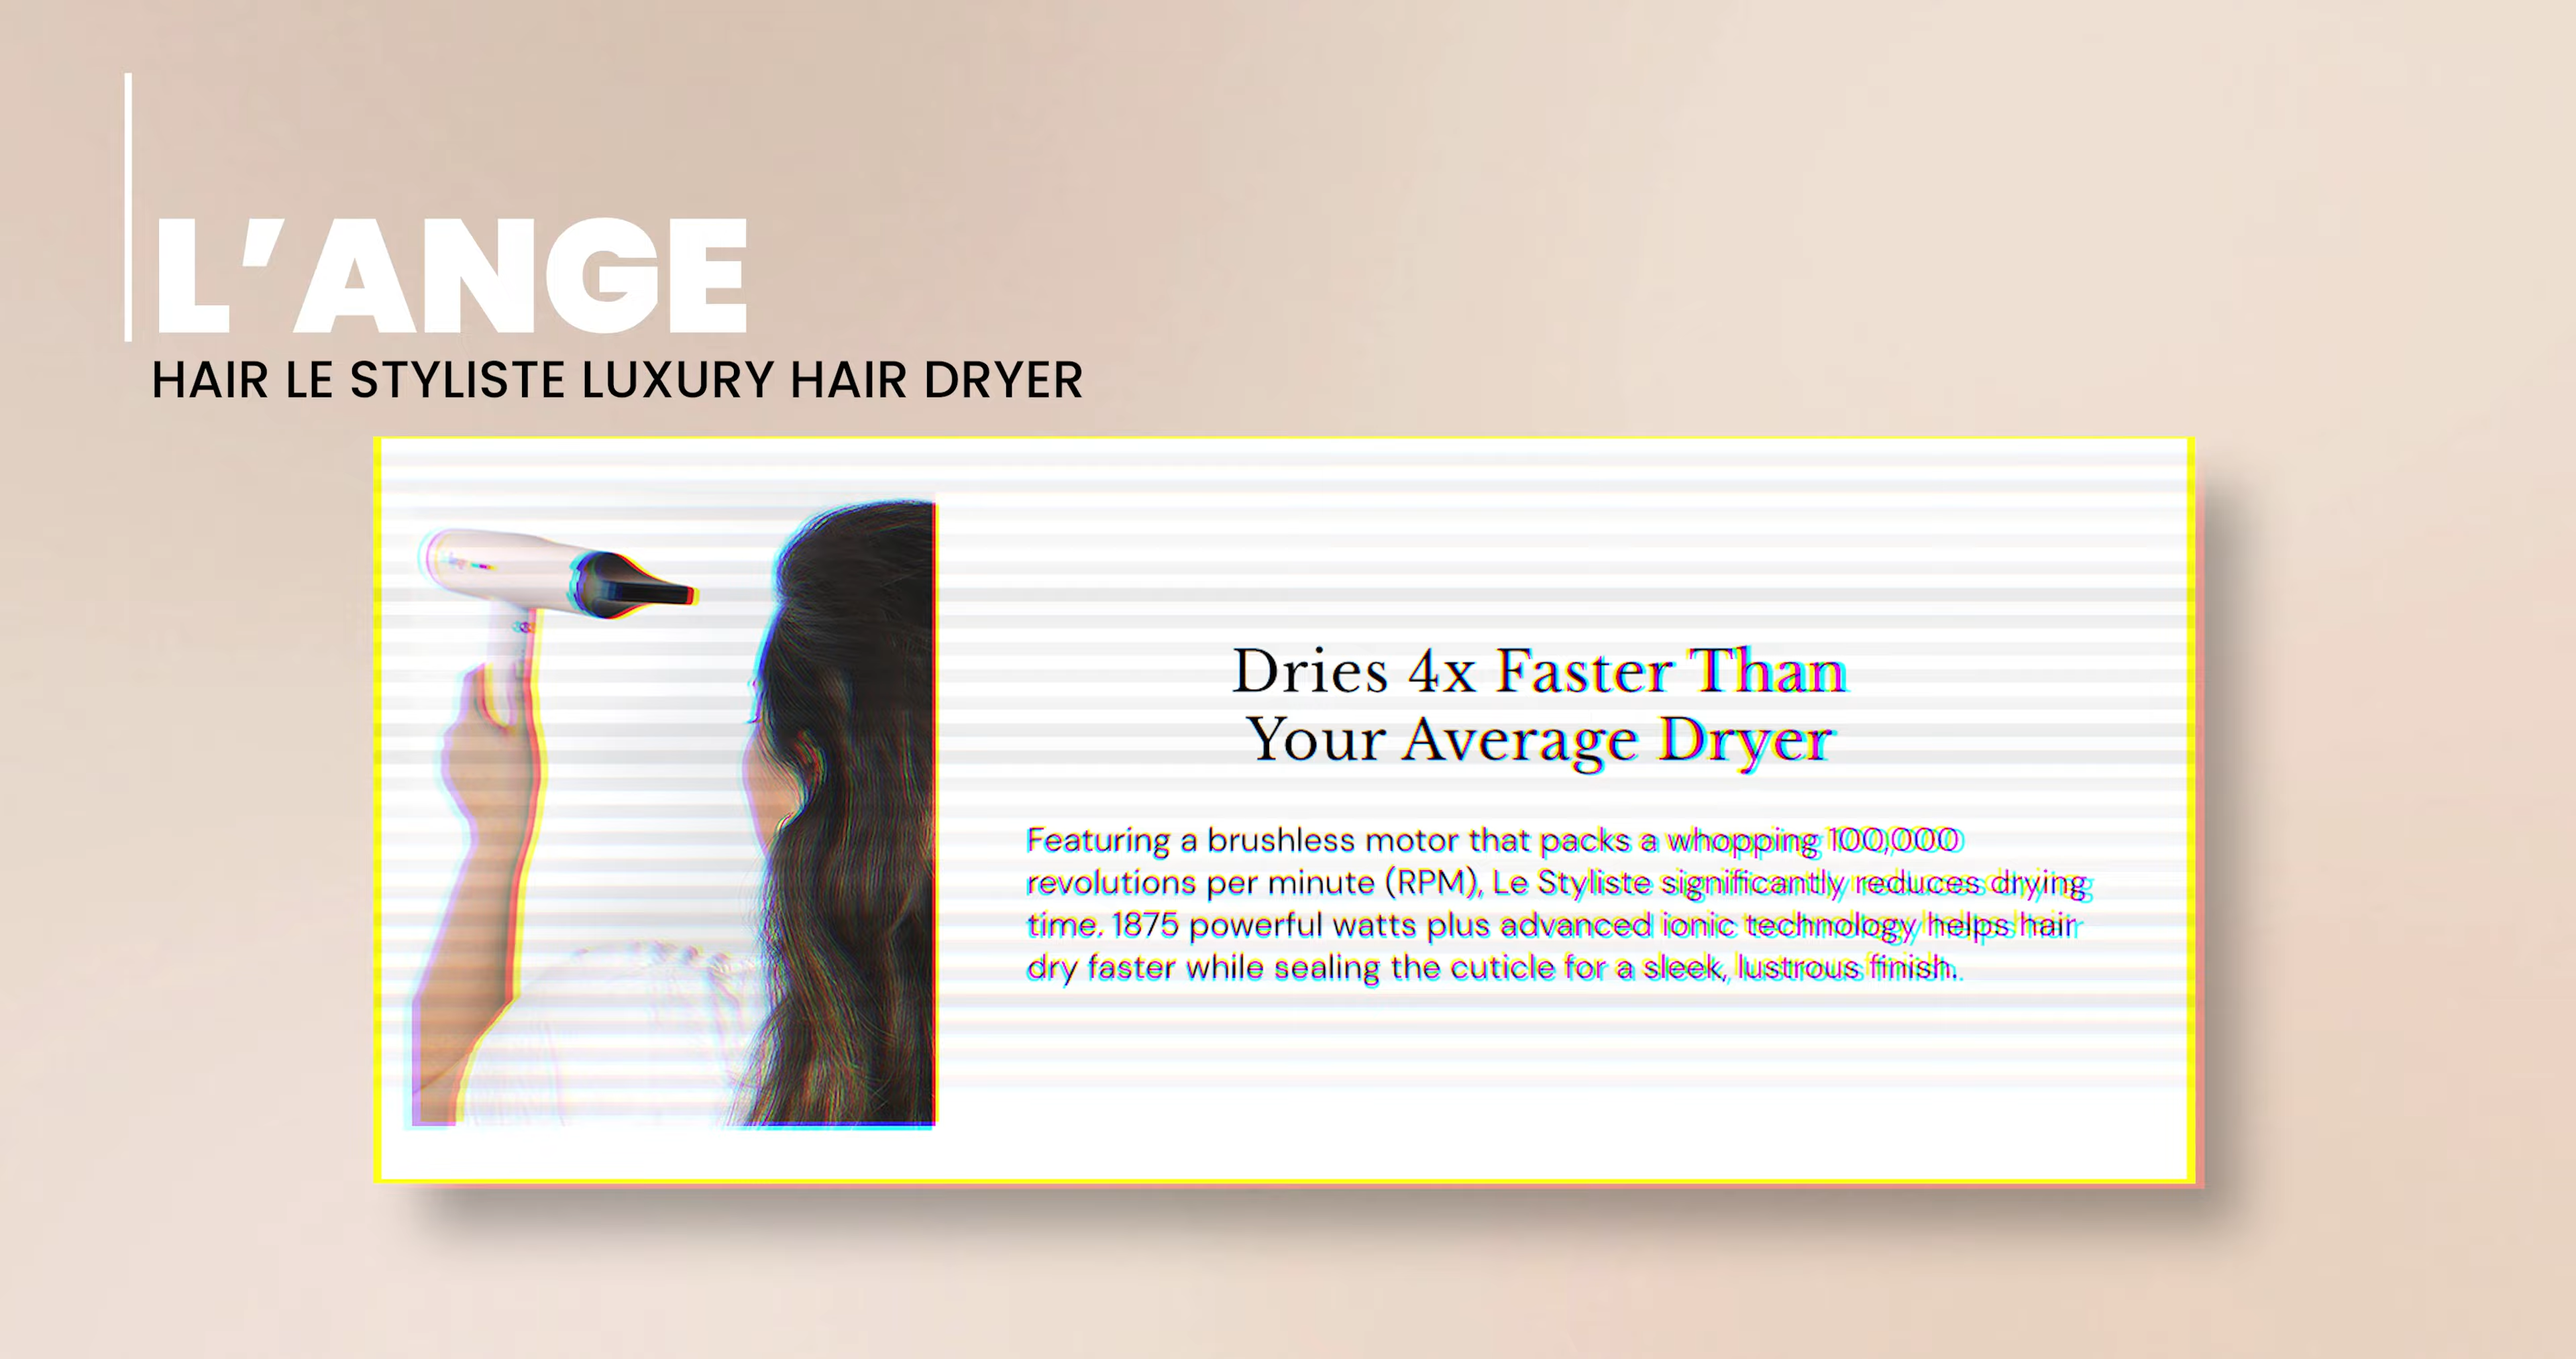 L’ANGE
HAIR LE STYLISTE LUXURY HAIR DRYER
Dries 4x Faster Than
Your Average Dryer
Featuring a brushless motor that packs a whopping 100,000
revolutions per minute (RPM), Le Styliste significantly reduces drying
time. 1875 powerful watts plus advanced ionic technology helps hair
dry faster while sealing the cuticle for a sleek, lustrous finish.